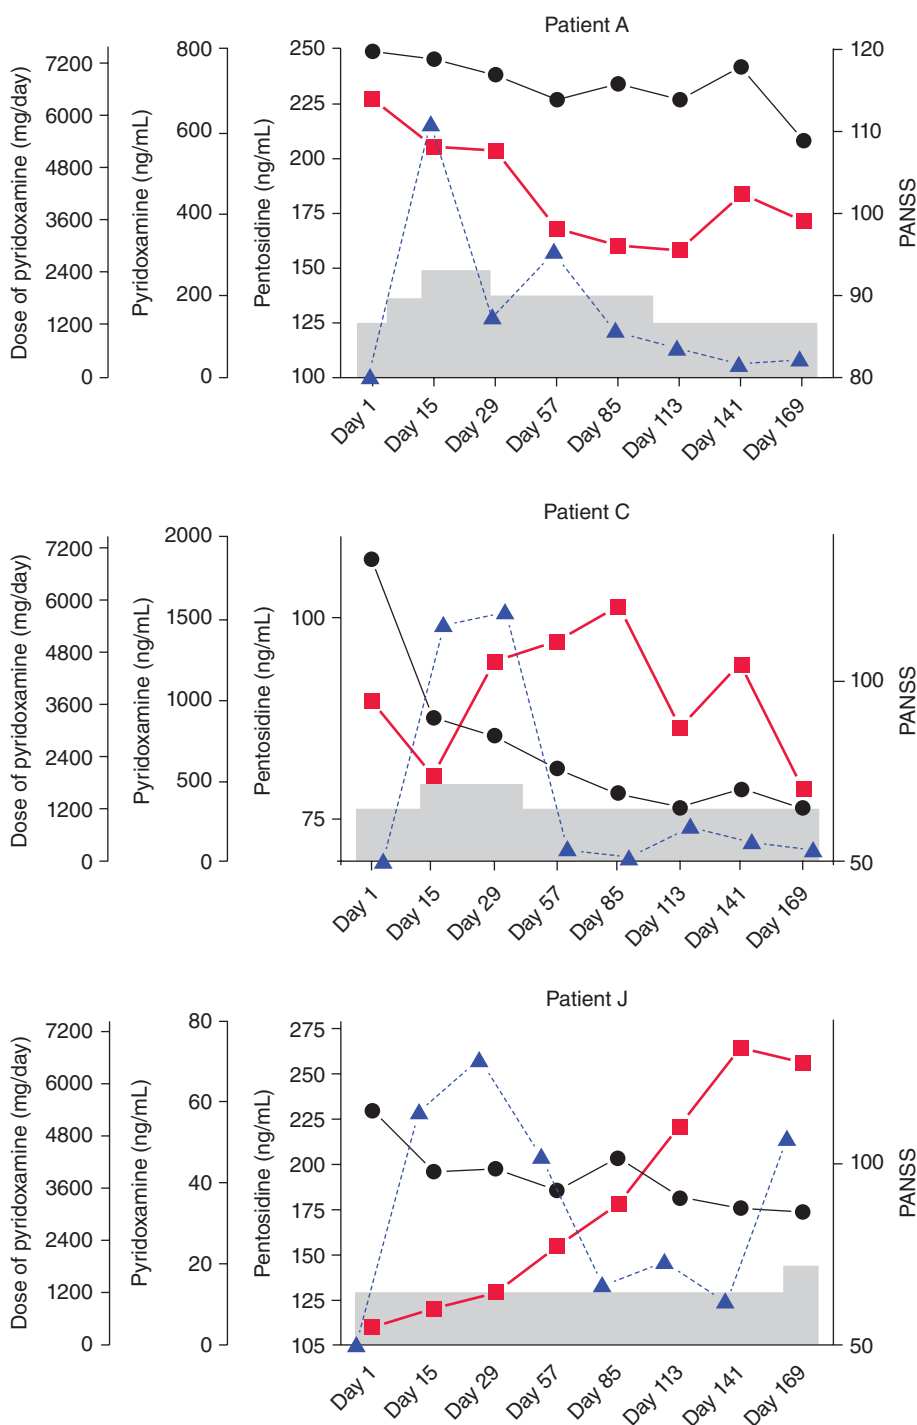 Patient A
Dose of pyridoxamine (mg/day)
7200
6000
4800
3600
2400
1200
0
Pyridoxamine (ng/mL)
800
600
400
200
0
Pentosidine (ng/mL)
250
225
200
175
150
125
100
120
110
100
90
80
PANSS
Day 1
Day 15
Day 29
Day 57
Day 85
Day 113
Day 141
Day 169
Patient C
Dose of pyridoxamine (mg/day)
7200
6000
4800
3600
2400
1200
0
Pyridoxamine (ng/mL)
2000
1500
1000
500
0
Pentosidine (ng/mL)
100
75
100
50
PANSS
Day 1
Day 15
Day 29
Day 57
Day 85
Day 113
Day 141
Day 169
Patient J
Dose of pyridoxamine (mg/day)
7200
6000
4800
3600
2400
1200
0
Pyridoxamine (ng/mL)
80
60
40
20
0
Pentosidine (ng/mL)
275
250
225
200
175
150
125
105
100
50
PANSS
Day 1
Day 15
Day 29
Day 57
Day 85
Day 113
Day 141
Day 169